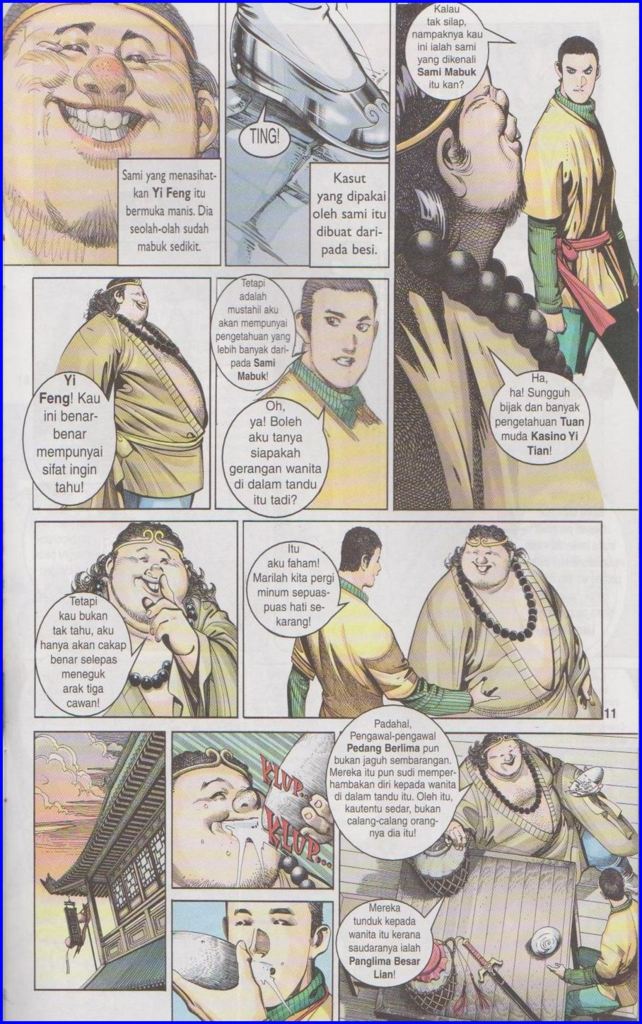 Sami yang menasihat-
kan Yi Feng itu
bermuka manis. Dia
seolah-olah sudah
mabuk sedikit.
TING!
Kasut
yang dipakai
oleh sami itu
dibuat dari-
pada besi.
Kalau
tak silap,
nampaknya kau
ini ialah sami
yang dikenali
Sami Mabuk
itu kan?
Ha,
ha! Sungguh
bijak dan banyak
pengetahuan Tuan
muda Kasino Yi
Tian!
Yi
Feng! Kau
ini benar-
benar
mempunyai
sifat ingin
tahu!
Tetapi
adalah
mustahil aku
akan mempunyai
pengetahuan yang
lebih banyak dari-
pada Sami
Mabuk!
Oh,
ya! Boleh
aku tanya
siapakah
gerangan wanita
di dalam tandu
itu tadi?
Tetapi
kau bukan
tak tahu, aku
hanya akan cakap
benar selepas
meneguk
arak tiga
cawan!
Itu
aku faham!
Marilah kita pergi
minum sepuas-
puas hati se-
karang!
11
KLUP..
KLUP...
Padahal,
Pengawal-pengawal
Pedang Berlima pun
bukan jaguh sembarangan.
Mereka itu pun sudi memper-
hambakan diri kepada wanita
di dalam tandu itu. Oleh itu,
kautentu sedar, bukan
calang-calang orang-
nya dia itu!
Mereka
tunduk kepada
wanita itu kerana
saudaranya ialah
Panglima Besar
Lian!